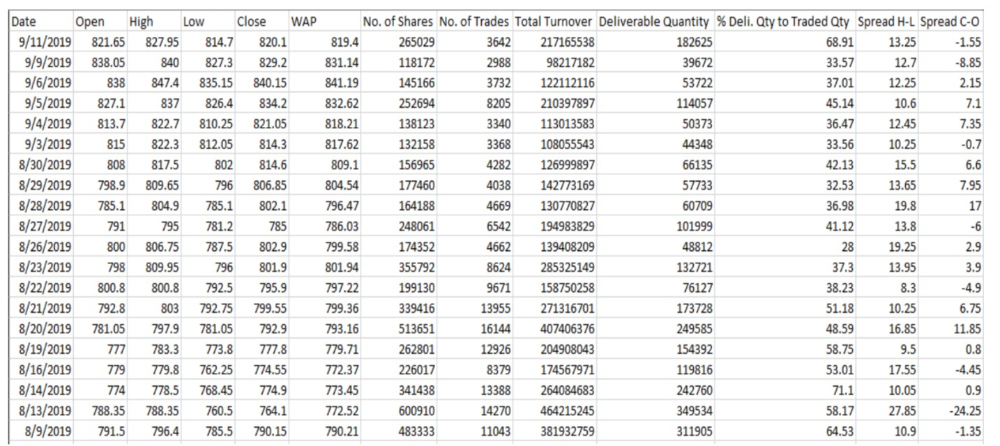 Date Open High Low Close WAP No. of Shares No. of Trades Total Turnover Deliverable Quantity % Deli. Qty to Traded Qty Spread H-L Spread C-O
9/11/2019 821.65 827.95 814.7 820.1 819.4 265029 3642 217165538 182625 68.91 13.25 -1.55
9/9/2019 838.05 840 827.3 829.2 831.14 118172 2988 98217182 39672 33.57 12.7 -8.85
9/6/2019 838 847.4 835.15 840.15 841.19 145166 3732 122112116 53722 37.01 12.25 2.15
9/5/2019 827.1 837 826.4 834.2 832.62 252694 8205 210397897 114057 45.14 10.6 7.1
9/4/2019 813.7 822.7 810.25 821.05 818.21 138123 3340 113013583 50373 36.47 12.45 7.35
9/3/2019 815 822.3 812.05 814.3 817.62 132158 3368 108055543 44348 33.56 10.25 -0.7
8/30/2019 808 817.5 802 814.6 809.1 156965 4282 126999897 66135 42.13 15.5 6.6
8/29/2019 798.9 809.65 796 806.85 804.54 177460 4038 142773169 57733 32.53 13.65 7.95
8/28/2019 785.1 804.9 785.1 802.1 796.47 164188 4669 130770827 60709 36.98 19.8 17
8/27/2019 791 795 781.2 785 786.03 248061 6542 194983829 101999 41.12 13.8 -6
8/26/2019 800 806.75 787.5 802.9 799.58 174352 4662 139408209 48812 28 19.25 2.9
8/23/2019 798 809.95 796 801.9 801.94 355792 8624 285325149 132721 37.3 13.95 3.9
8/22/2019 800.8 800.8 792.5 795.9 797.22 199130 9671 158750258 76127 38.23 8.3 -4.9
8/21/2019 792.8 803 792.75 799.55 799.36 339416 13955 271316701 173728 51.18 10.25 6.75
8/20/2019 781.05 797.9 781.05 792.9 793.16 513651 16144 407406376 249585 48.59 16.85 11.85
8/19/2019 777 783.3 773.8 777.8 779.71 262801 12926 204908043 154392 58.75 9.5 0.8
8/16/2019 779 779.8 762.25 774.55 772.37 226017 8379 174567971 119816 53.01 17.55 -4.45
8/14/2019 774 778.5 768.45 774.9 773.45 341438 13388 264084683 242760 71.1 10.05 0.9
8/13/2019 788.35 788.35 760.5 764.1 772.52 600910 14270 464215245 349534 58.17 27.85 -24.25
8/9/2019 791.5 796.4 785.5 790.15 790.21 483333 11043 381932759 311905 64.53 10.9 -1.35